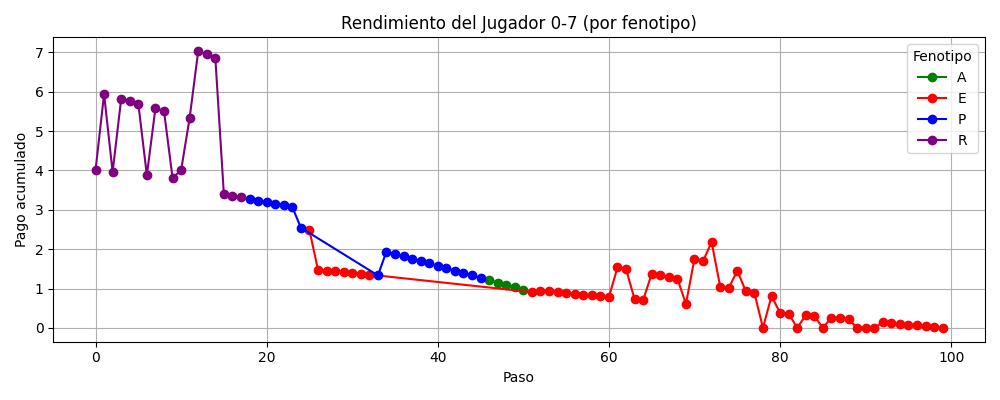 Rendimiento del Jugador 0-7 (por fenotipo)
Pago acumulado
7
6
5
4
3
2
1
0
Fenotipo
A
E
P
R
0
20
40
60
80
100
Paso